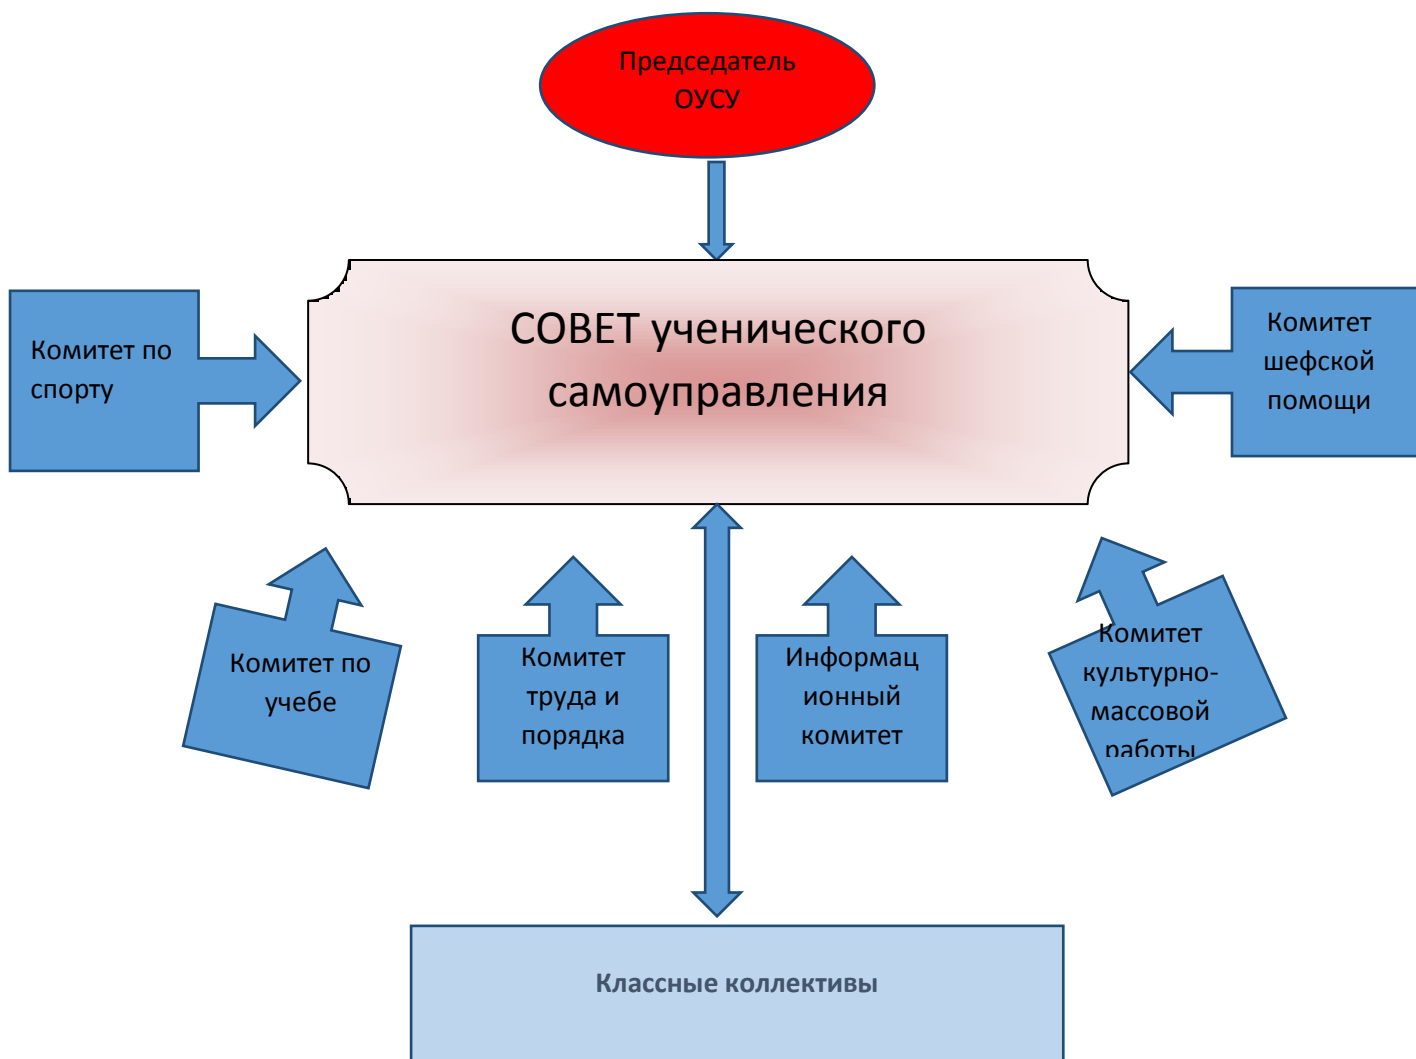 Председатель
ОУСУ
СОВЕТ ученического
самоуправления
Комитет по
спорту
Комитет
шефской
помощи
Комитет по
учебе
Комитет
труда и
порядка
Информац
ионный
комитет
Комитет
культурно-
массовой
работы
Классные коллективы